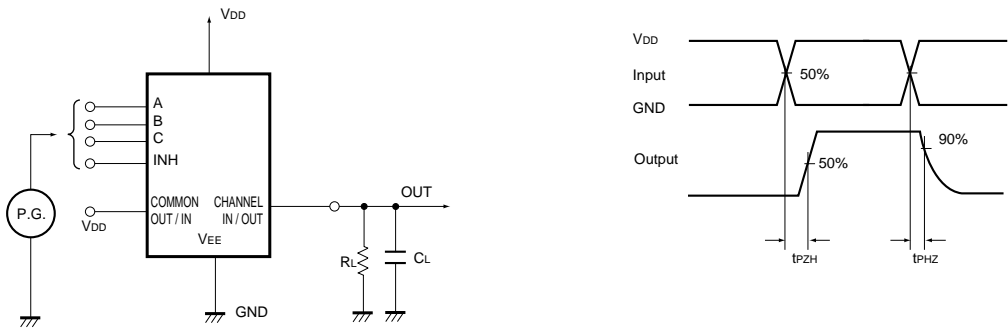 VDD
A
B
C
INH
P.G.
VDD
COMMON
OUT / IN
CHANNEL
IN / OUT
VEE
OUT
RL
CL
GND
VDD
Input
GND
50%
Output
50%
90%
tPZH
tPHZ